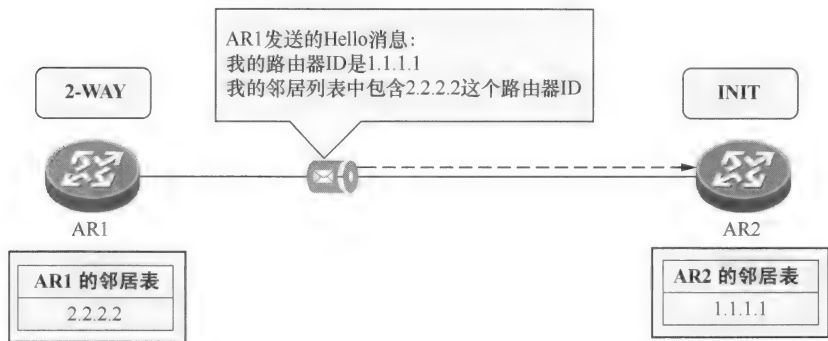 AR1发送的Hello消息：
我的路由器ID是1.1.1.1
我的邻居列表中包含2.2.2.2这个路由器ID
2-WAY
INIT
AR1
AR2
AR1 的邻居表
2.2.2.2
AR2 的邻居表
1.1.1.1